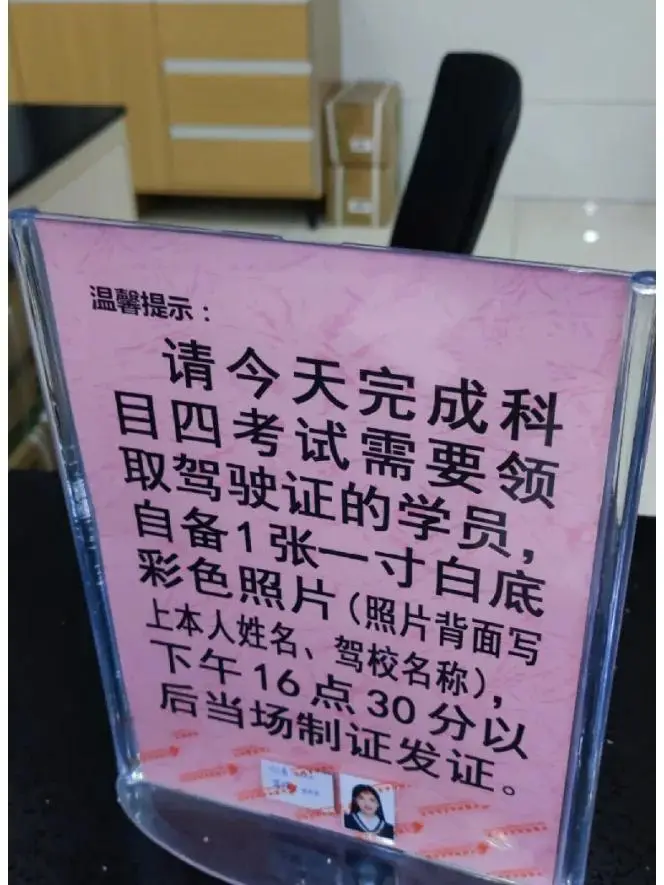 温馨提示：
请今天完成科
目四考试需要领
取驾驶证的学员，
自备1张一寸白底
彩色照片（照片背面写
上本人姓名、驾校名称），
下午16点30分以
后当场制证发证。